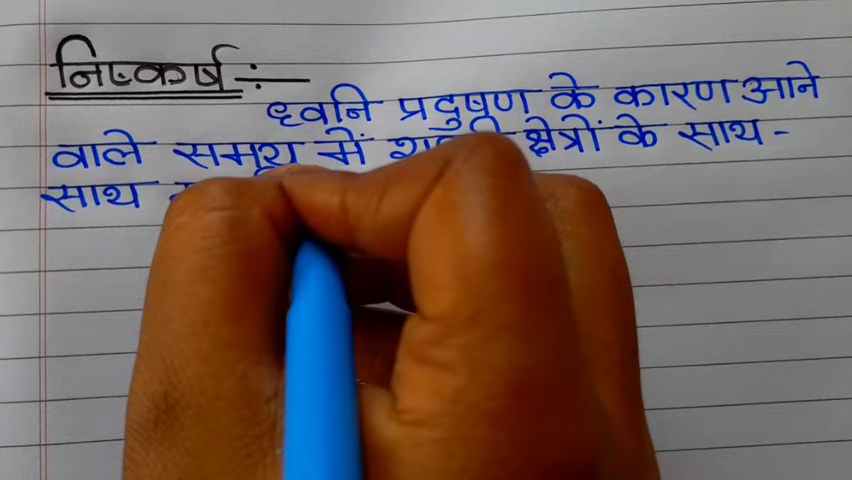 निष्कर्ष :-
ध्वनि प्रदुषण के कारण आने
वाले समय में क्षेत्रों के साथ -
साथ